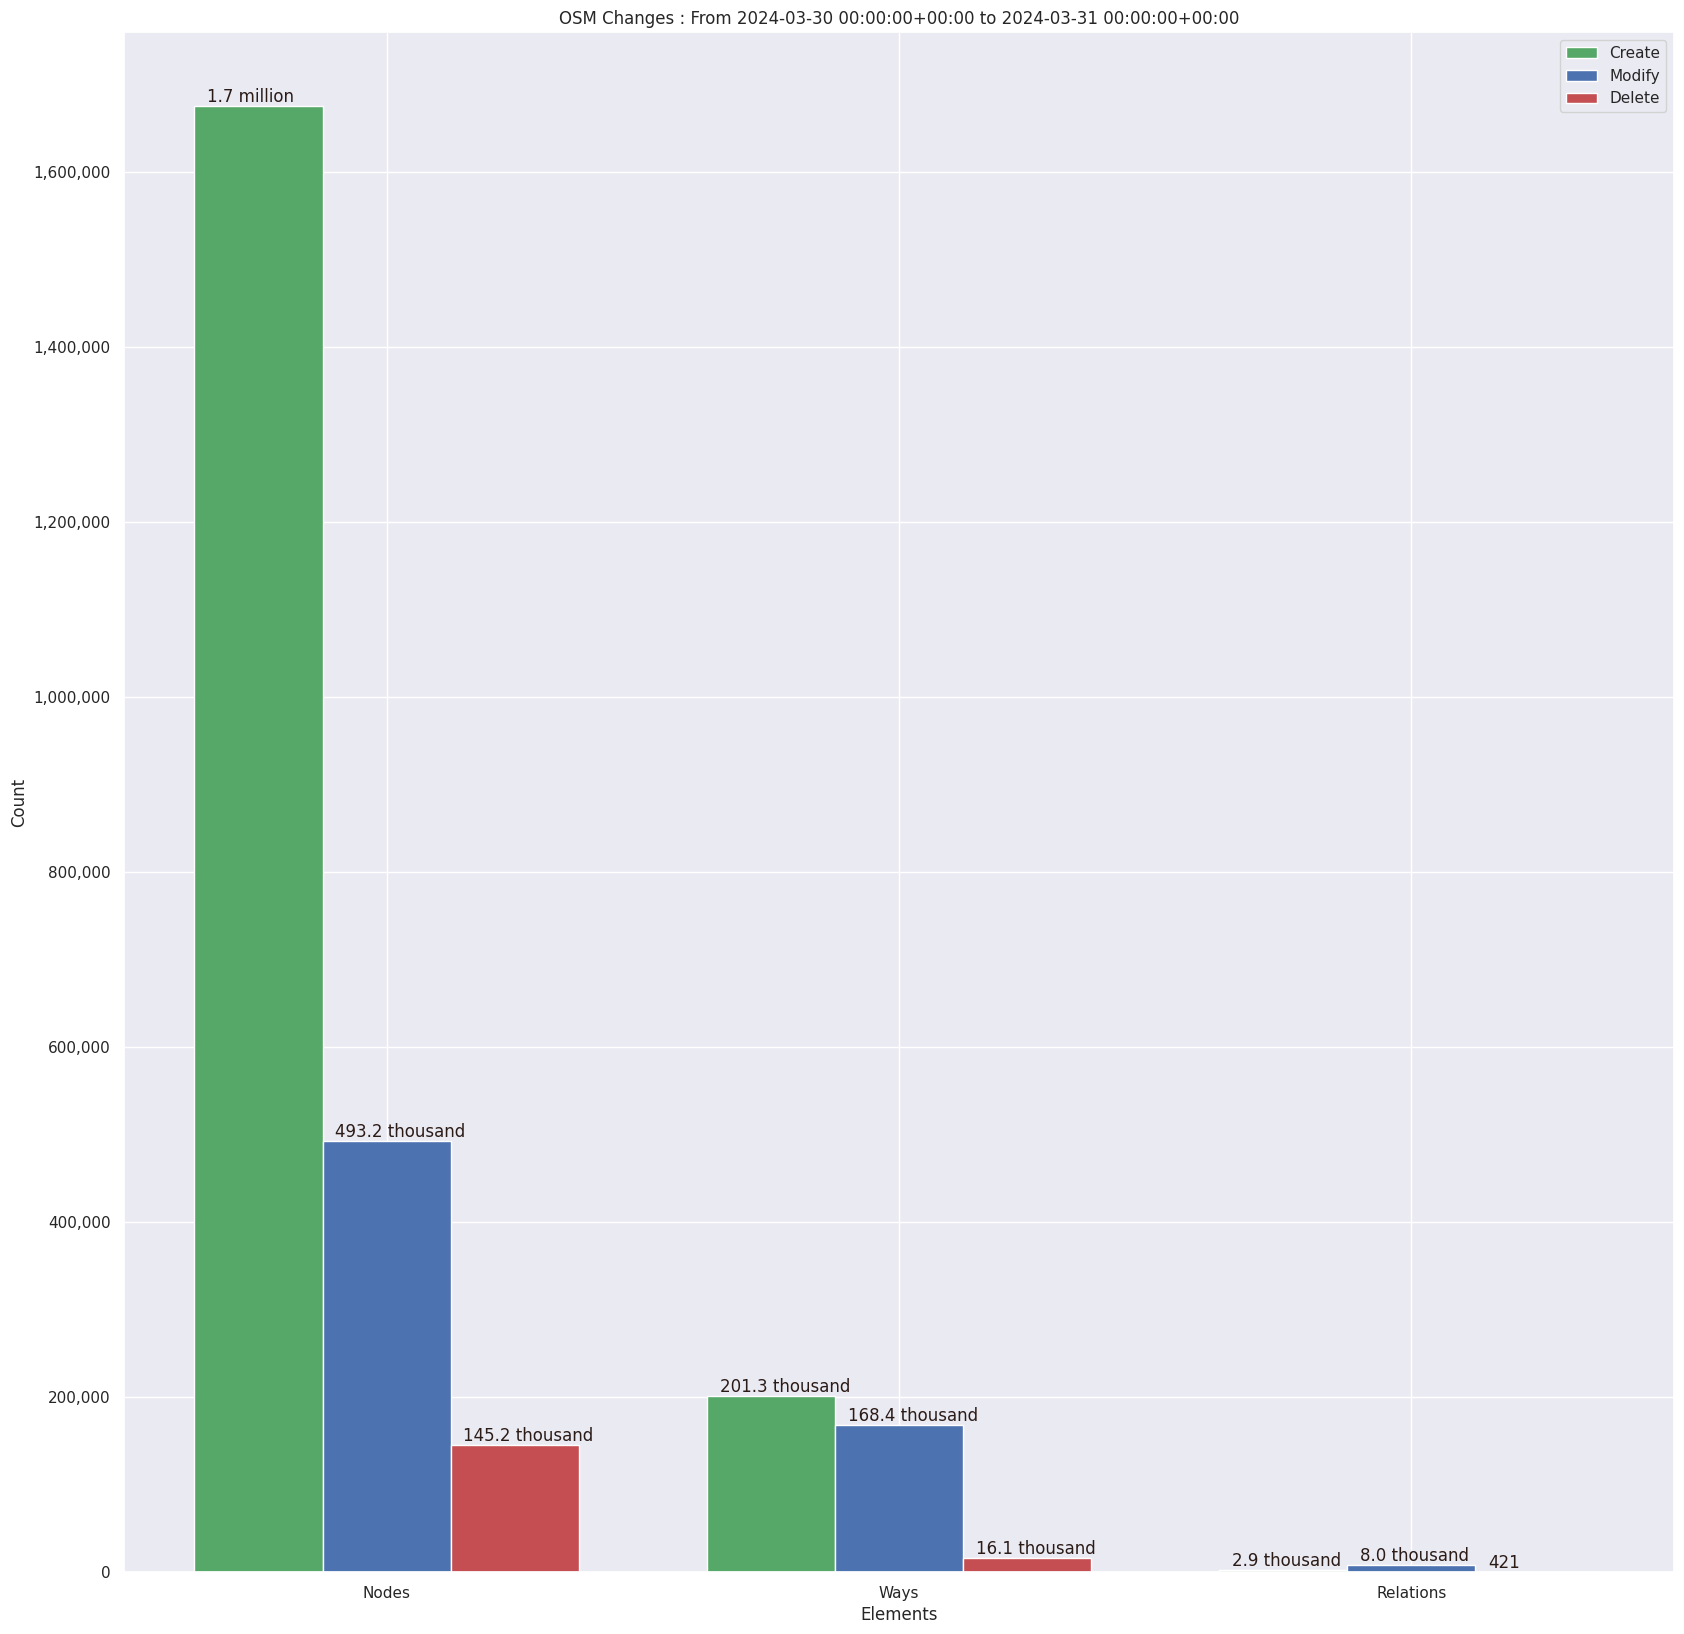 OSM Changes : From 2024-03-30 00:00:00+00:00 to 2024-03-31 00:00:00+00:00
Create
Modify
Delete
1.7 million
1,600,000
1,400,000
1,200,000
1,000,000
Count
800,000
600,000
493.2 thousand
400,000
200,000
201.3 thousand
168.4 thousand
145.2 thousand
16.1 thousand
2.9 thousand
8.0 thousand
421
0
Nodes
Ways
Relations
Elements